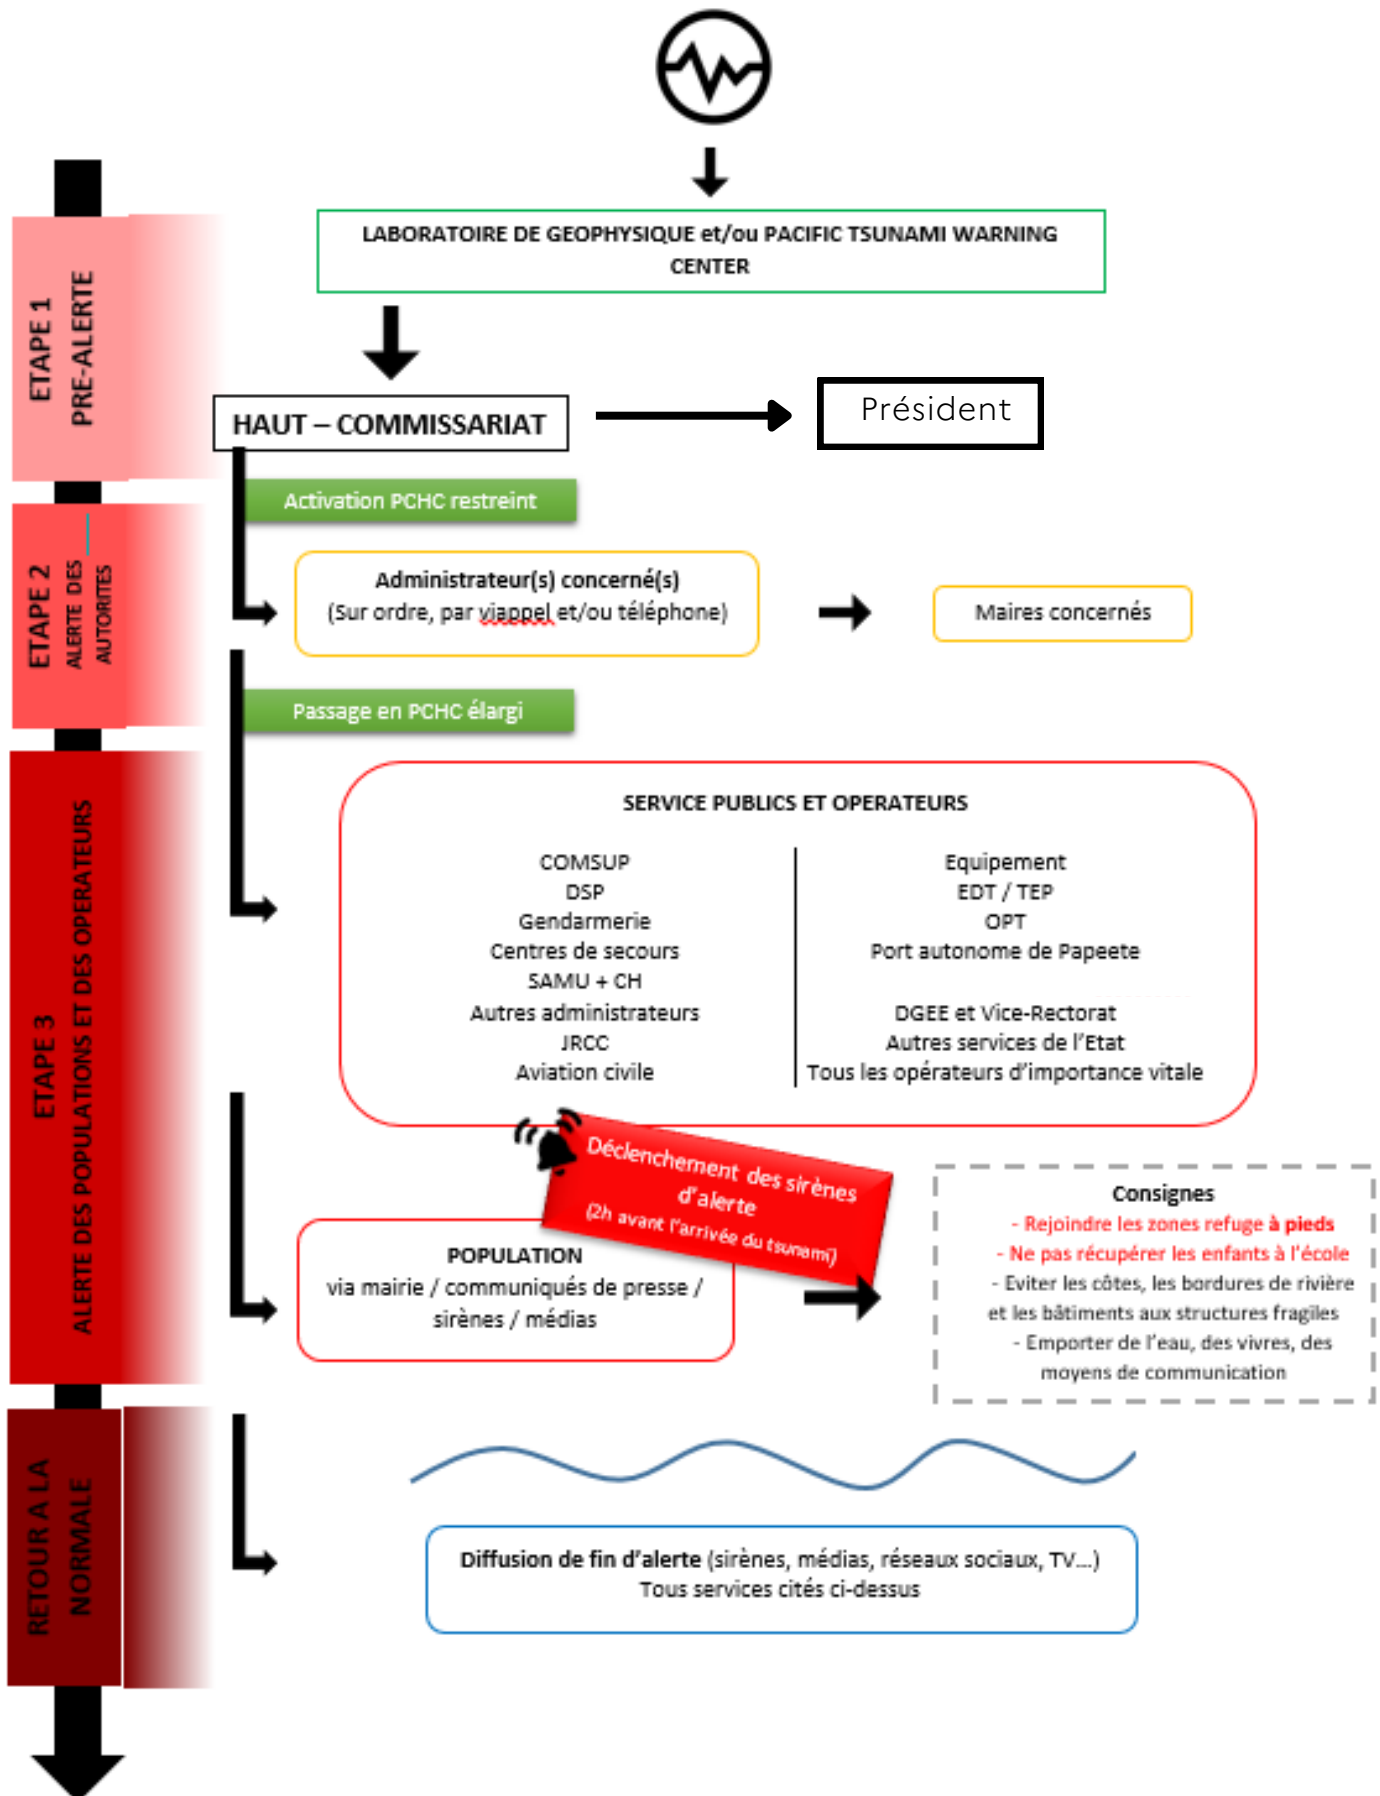 LABORATOIRE DE GEOPHYSIQUE et/ou PACIFIC TSUNAMI WARNING
CENTER
ETAPE 1
PRE-ALERTE
HAUT – COMMISSARIAT
Président
Activation PCHC restreint
ETAPE 2
ALERTE DES
AUTORITES
Administrateur(s) concerné(s)
(Sur ordre, par viappel et/ou téléphone)
Maires concernés
Passage en PCHC élargi
ETAPE 3
ALERTE DES POPULATIONS ET DES OPERATEURS
SERVICE PUBLICS ET OPERATEURS
COMSUP
DSP
Gendarmerie
Centres de secours
SAMU + CH
Autres administrateurs
JRCC
Aviation civile
Equipement
EDT / TEP
OPT
Port autonome de Papeete
DGEE et Vice-Rectorat
Autres services de l'Etat
Tous les opérateurs d'importance vitale
Déclenchement des sirènes
d'alerte
(2h avant l'arrivée du tsunami)
POPULATION
via mairie / communiqués de presse /
sirènes / médias
Consignes
- Rejoindre les zones refuge à pieds
- Ne pas récupérer les enfants à l'école
- Eviter les côtes, les bordures de rivière
et les bâtiments aux structures fragiles
- Emporter de l'eau, des vivres, des
moyens de communication
RETOUR A LA
NORMALE
Diffusion de fin d'alerte (sirènes, médias, réseaux sociaux, TV...)
Tous services cités ci-dessus